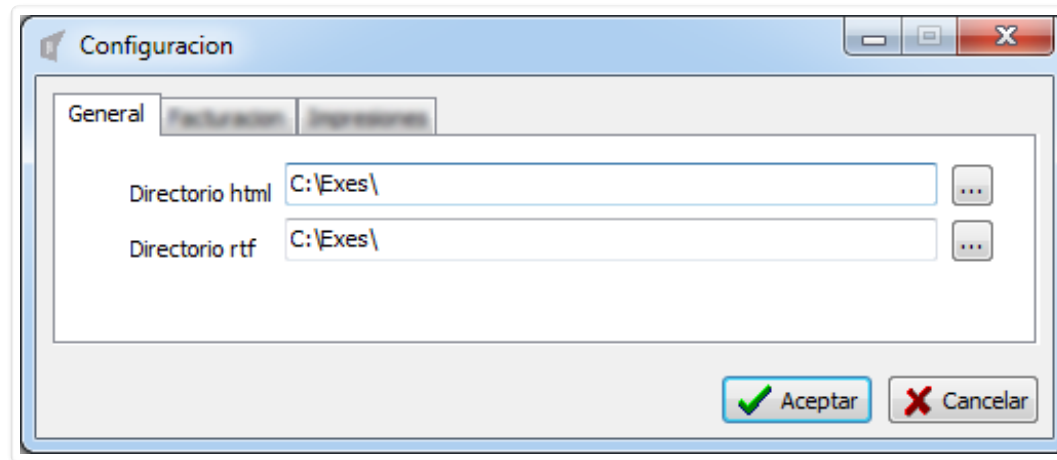 Configuracion
General
Directorio html C:\Exes\ ...
Directorio rtf C:\Exes\ ...
Aceptar Cancelar